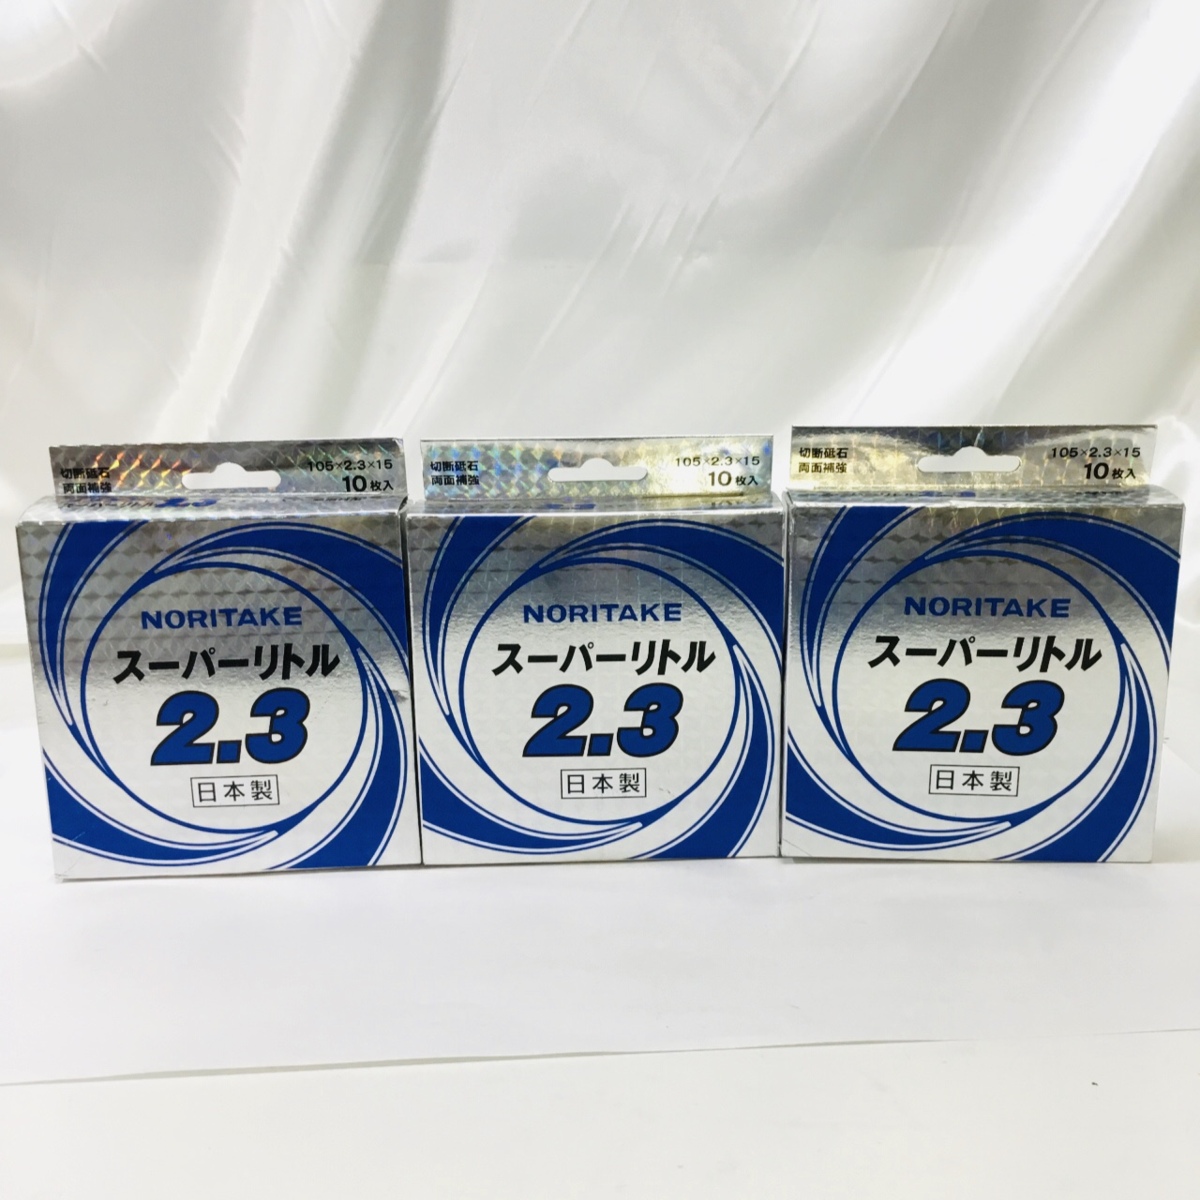 切断砥石
両面補強
105×2.3×15
10枚入
NORITAKE
スーパーリトル
2.3
日本製
切断砥石
両面補強
105×2.3×15
10枚入
NORITAKE
スーパーリトル
2.3
日本製
切断砥石
両面補強
105×2.3×15
10枚入
NORITAKE
スーパーリトル
2.3
日本製